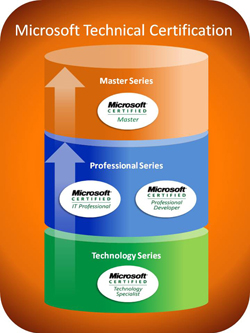 Microsoft Technical Certification
Master Series
Microsoft
CERTIFIED
Master
Professional Series
Microsoft
CERTIFIED
IT Professional
Microsoft
CERTIFIED
Professional
Developer
Technology Series
Microsoft
CERTIFIED
Technology
Specialist